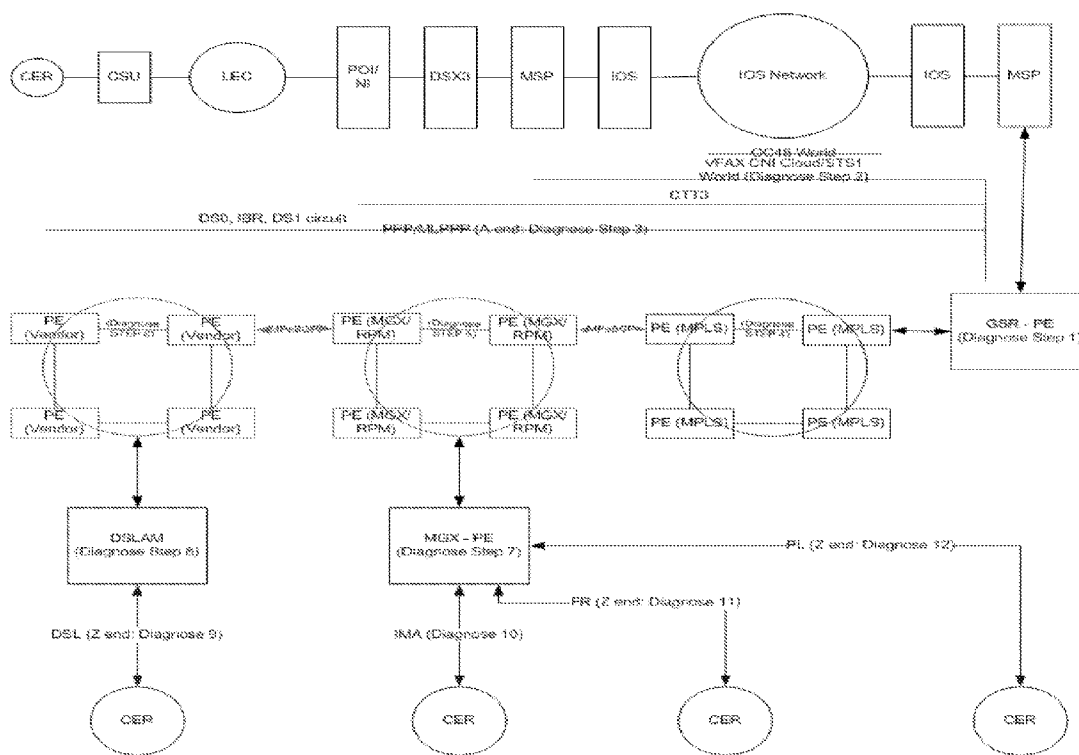 CER
CSU
LEC
POI/
NI
DSX3
MSP
IOS
IOS Network
IOS
MSP
OC48 World
VFAX CNI Cloud/STS1
World (Diagnose Step 2)
CTT3
DS0, ISR, DS1 circuit
PPP/MLPPP (A end: Diagnose Step 3)
PE
(Vendor)
(Diagnose
PE
(Vendor)
PE (MGX/
RPM)
(Diagnose
PE (MGX/
RPM)
PE (MPLS)
(Diagnose
PE (MPLS)
GSR - PE
(Diagnose Step 1)
PE
(Vendor)
PE
(Vendor)
PE (MGX/
RPM)
PE (MGX/
RPM)
PE (MPLS)
PE (MPLS)
DSLAM
(Diagnose Step 8)
MGX - PE
(Diagnose Step 7)
PL (Z end: Diagnose 12)
FR (Z end: Diagnose 11)
DSL (Z end: Diagnose 9)
IMA (Diagnose 10)
CER
CER
CER
CER